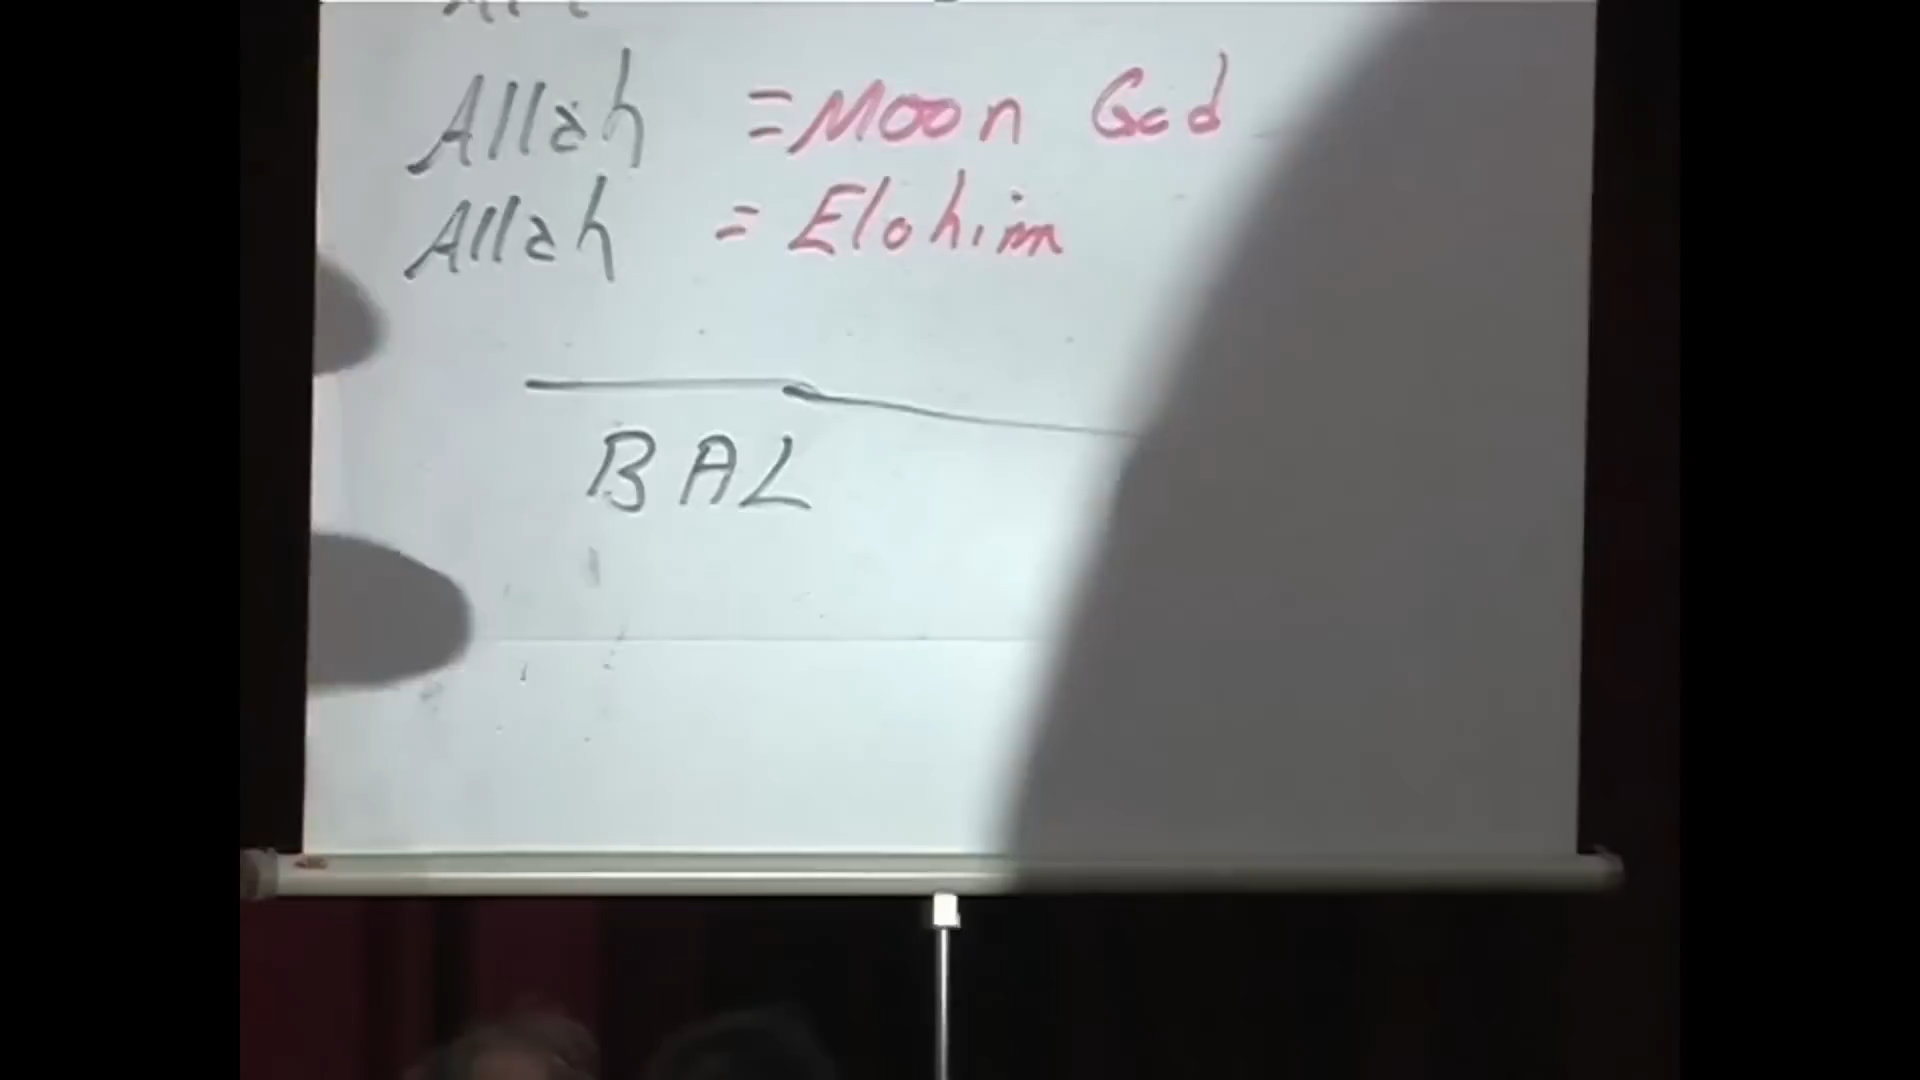 Allah = Moon God
Allah = Elohim
BAL